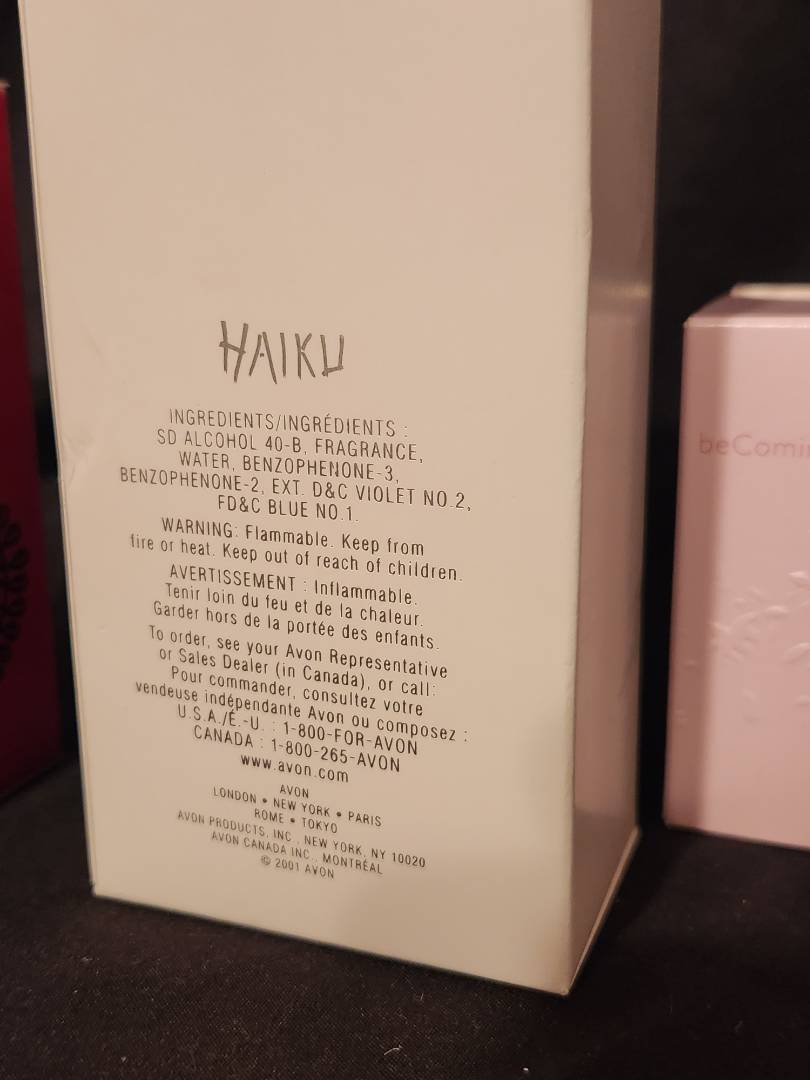 HAIKU
INGREDIENTS/INGRÉDIENTS :
SD ALCOHOL 40-B, FRAGRANCE,
WATER, BENZOPHENONE-3,
BENZOPHENONE-2, EXT. D&C VIOLET NO.2,
FD&C BLUE NO.1.
WARNING: Flammable. Keep from
fire or heat. Keep out of reach of children.
AVERTISSEMENT : Inflammable.
Tenir loin du feu et de la chaleur.
Garder hors de la portée des enfants.
To order, see your Avon Representative
or Sales Dealer (in Canada), or call:
Pour commander, consultez votre
vendeuse indépendante Avon ou composez :
U.S.A./É.-U. : 1-800-FOR-AVON
CANADA : 1-800-265-AVON
www.avon.com
AVON
LONDON • NEW YORK • PARIS
ROME • TOKYO
AVON PRODUCTS, INC., NEW YORK, NY 10020
AVON CANADA INC., MONTRÉAL
© 2001 AVON